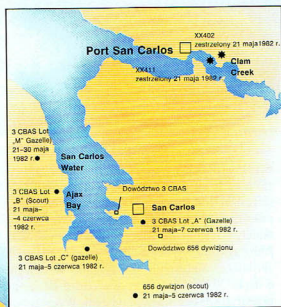 XX402
zestrzelony 21 maja 1982 r.
Port San Carlos
Clam
Creek
XX411
zestrzelony 21 maja 1982 r.
3 CBAS Lot
„M” Gazelle)
21–30 maja
1982 r.
San Carlos
Water
3 CBAS Lot
„B” (Scout)
21 maja–
–4 czerwca
1982 r.
Ajax
Bay
Dowództwo 3 CBAS
San Carlos
3 CBAS Lot „A” (Gazelle)
21 maja–7 czerwca 1982 r.
Dowództwo 656 dywizjonu
3 CBAS Lot „C” (gazelle)
21 maja–5 czerwca 1982 r.
656 dywizjon (scout)
21 maja–5 czerwca 1982 r.